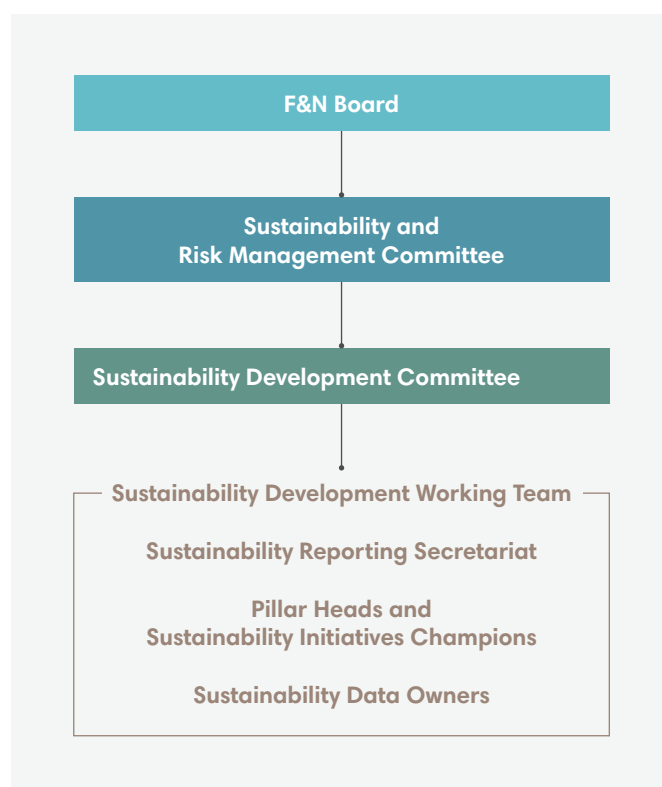 F&N Board
Sustainability and
Risk Management Committee
Sustainability Development Committee
Sustainability Development Working Team
Sustainability Reporting Secretariat
Pillar Heads and
Sustainability Initiatives Champions
Sustainability Data Owners